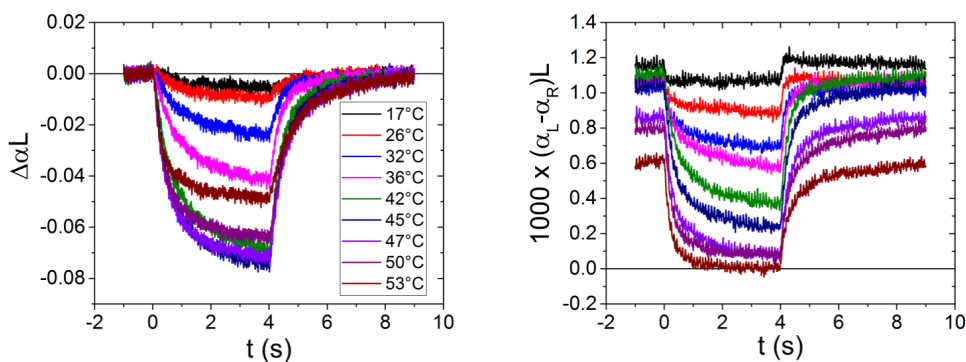 0.02
0.00
-0.02
-0.04
-0.06
-0.08
ΔαL
-2
0
2
4
6
8
10
t (s)
17°C
26°C
32°C
36°C
42°C
45°C
47°C
50°C
53°C
1.4
1.2
1.0
0.8
0.6
0.4
0.2
0.0
-0.2
1000 x (αL-αR)L
-2
0
2
4
6
8
10
t (s)